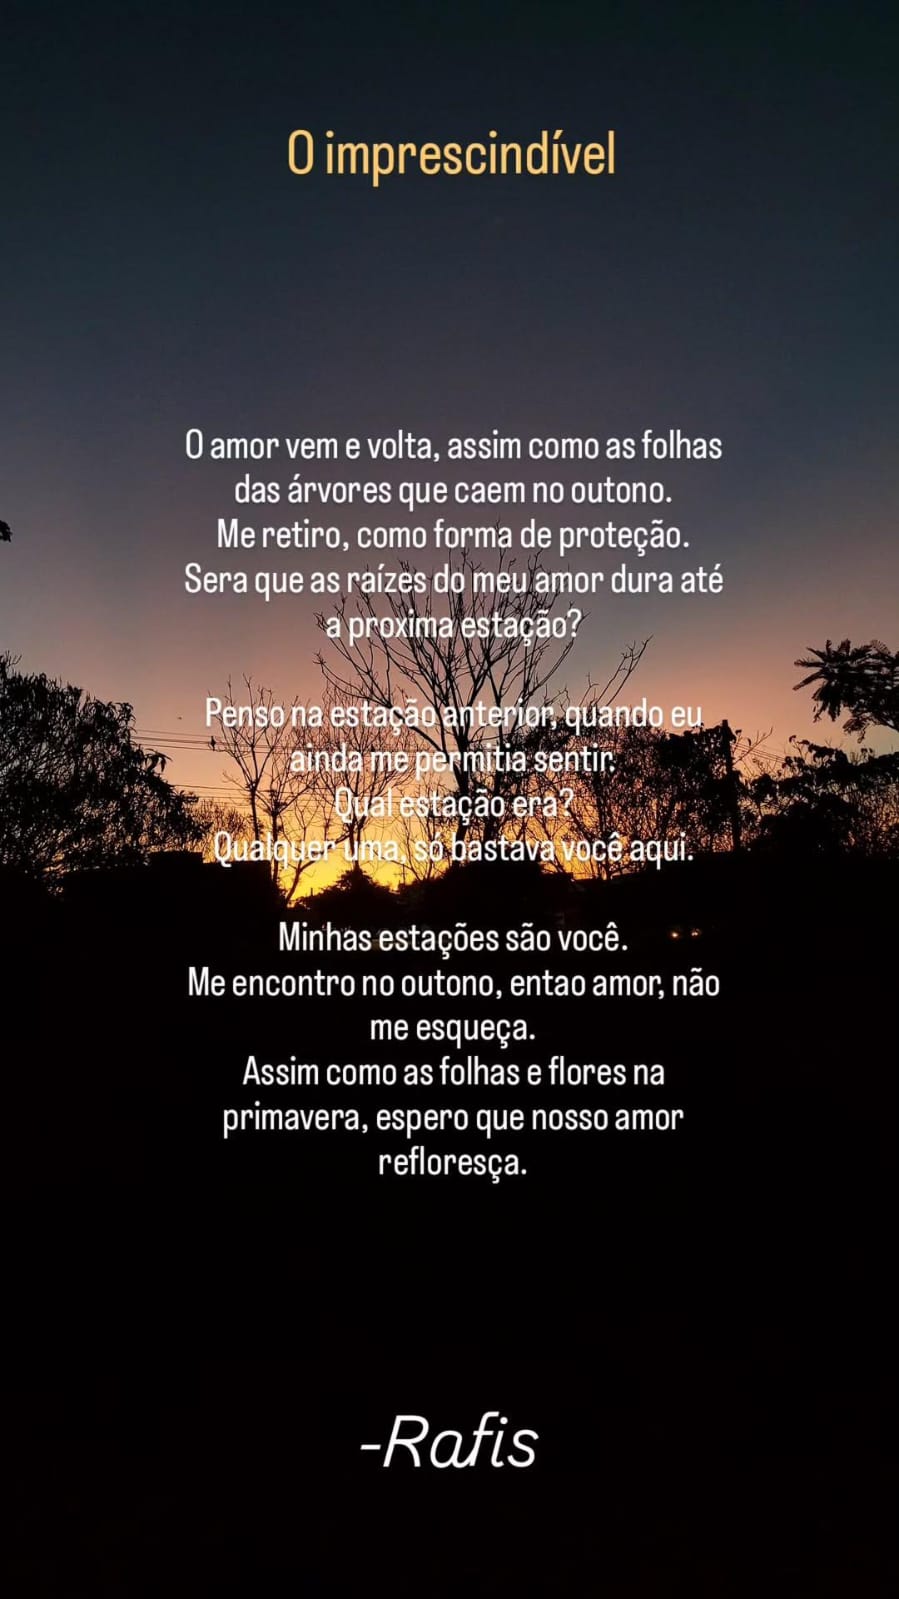 O imprescindível
O amor vem e volta, assim como as folhas
das árvores que caem no outono.
Me retiro, como forma de proteção.
Sera que as raízes do meu amor dura até
a proxima estação?
Penso na estação anterior, quando eu
ainda me permitia sentir.
Qual estação era?
Qualquer uma, só bastava você aqui.
Minhas estações são você.
Me encontro no outono, entao amor, não
me esqueça.
Assim como as folhas e flores na
primavera, espero que nosso amor
refloresça.
-Rafis